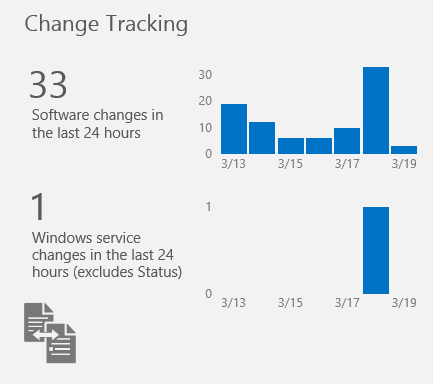 Change Tracking
33
Software changes in
the last 24 hours
30
20
10
0
3/13 3/15 3/17 3/19
1
Windows service
changes in the last 24
hours (excludes Status)
1
0
3/13 3/15 3/17 3/19